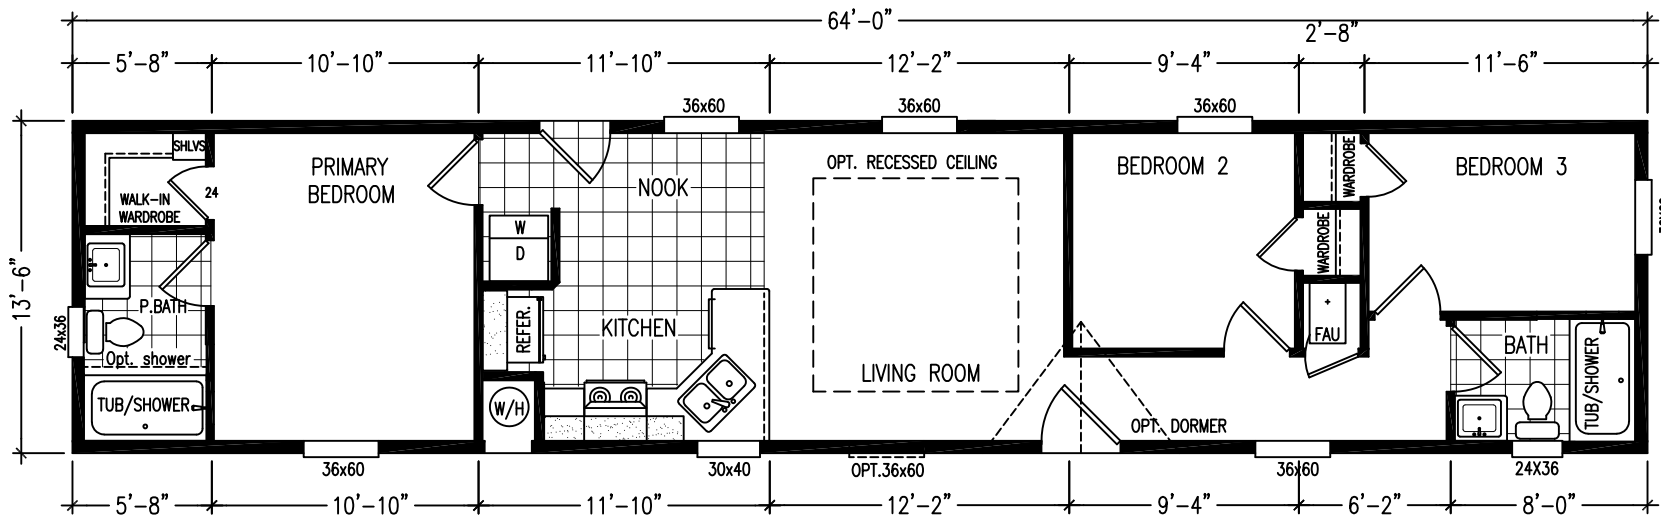 64'-0"
2'-8"
5'-8" 10'-10" 11'-10" 12'-2" 9'-4" 11'-6"
36x60 36x60 36x60
13'-6"
SHLVS
WALK-IN
WARDROBE
24
PRIMARY
BEDROOM
NOOK
OPT. RECESSED CEILING
BEDROOM 2
WARDROBE
BEDROOM 3
W
D
WARDROBE
P.BATH
24x36
Opt. shower
TUB/SHOWER
REFER.
KITCHEN
W/H
LIVING ROOM
FAU
BATH
TUB/SHOWER
OPT. DORMER
36x60 30x40 OPT.36x60 36x60 24X36
5'-8" 10'-10" 11'-10" 12'-2" 9'-4" 6'-2" 8'-0"